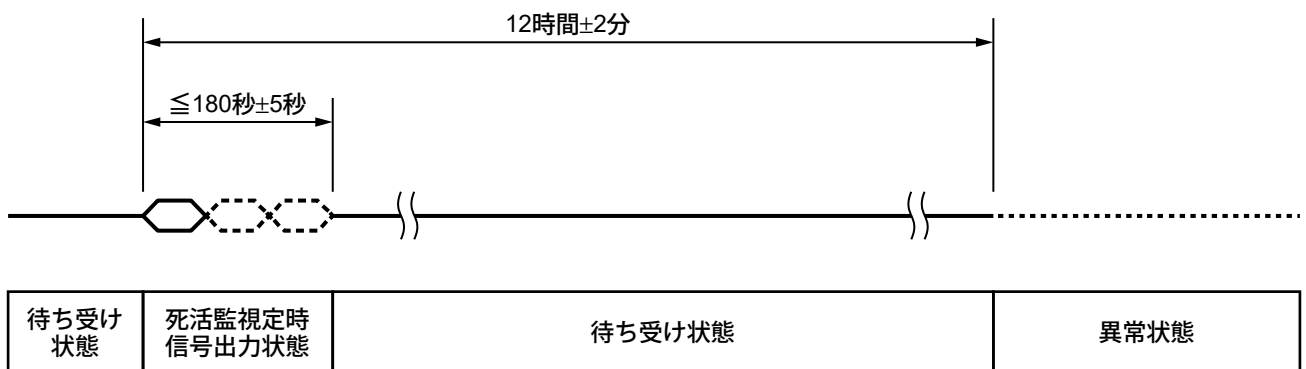 12時間±2分
≦180秒±5秒
待ち受け
状態
死活監視定時
信号出力状態
待ち受け状態
異常状態